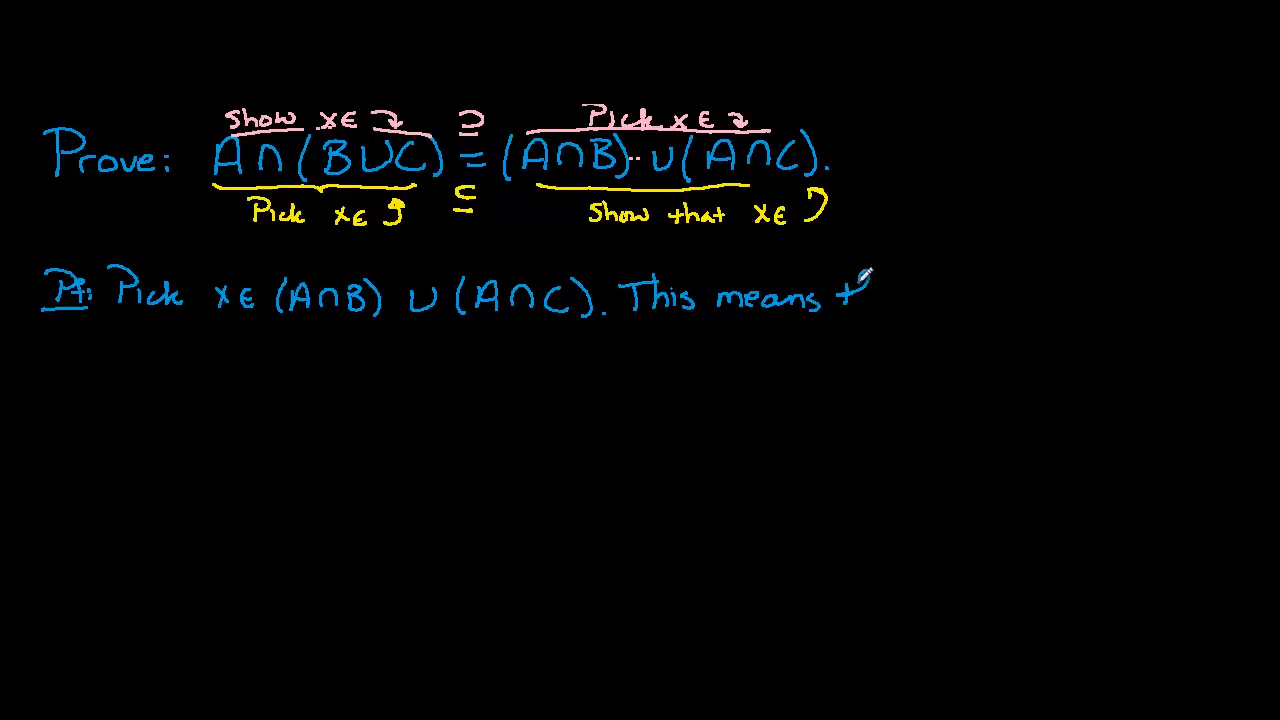 Show x∈ ⊇ Pick x∈
Prove: A∩(B∪C) = (A∩B) ∪ (A∩C).
Pick x∈ ⊆ Show that x∈
Pf: Pick x∈ (A∩B) ∪ (A∩C). This means t